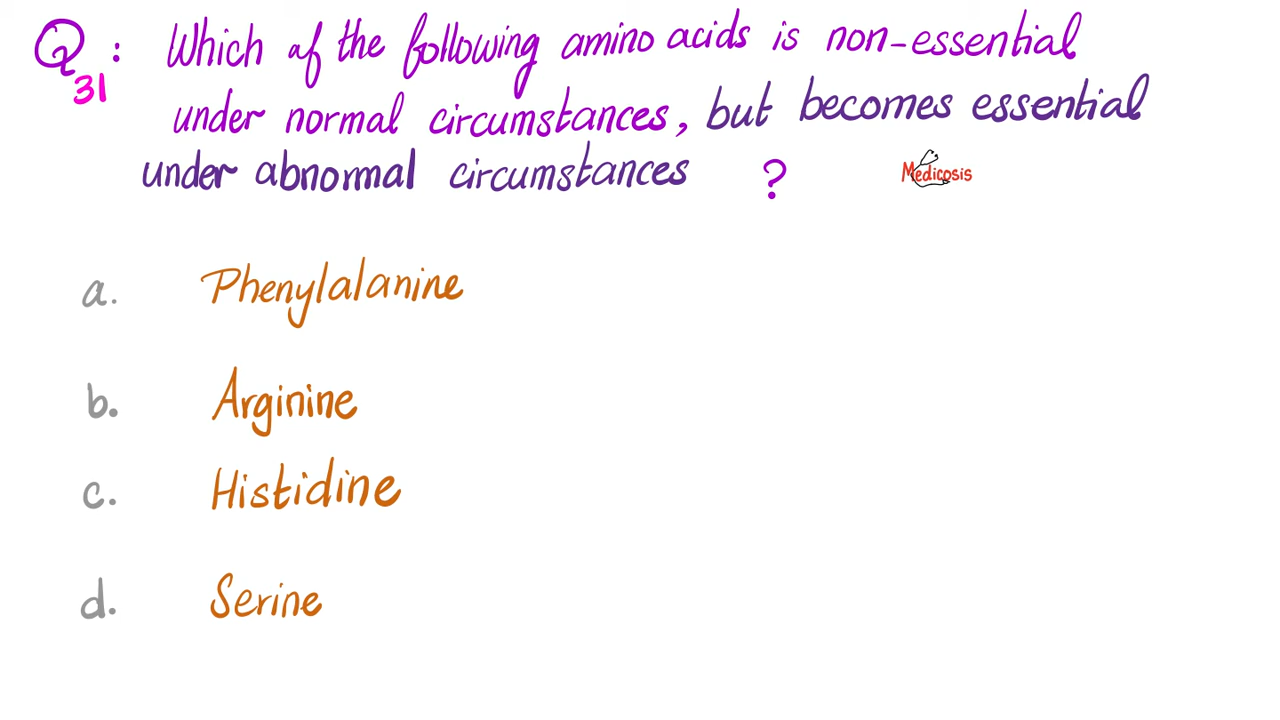 Q31: Which of the following amino acids is non-essential
under normal circumstances, but becomes essential
under abnormal circumstances ?
Medicosis
a. Phenylalanine
b. Arginine
c. Histidine
d. Serine